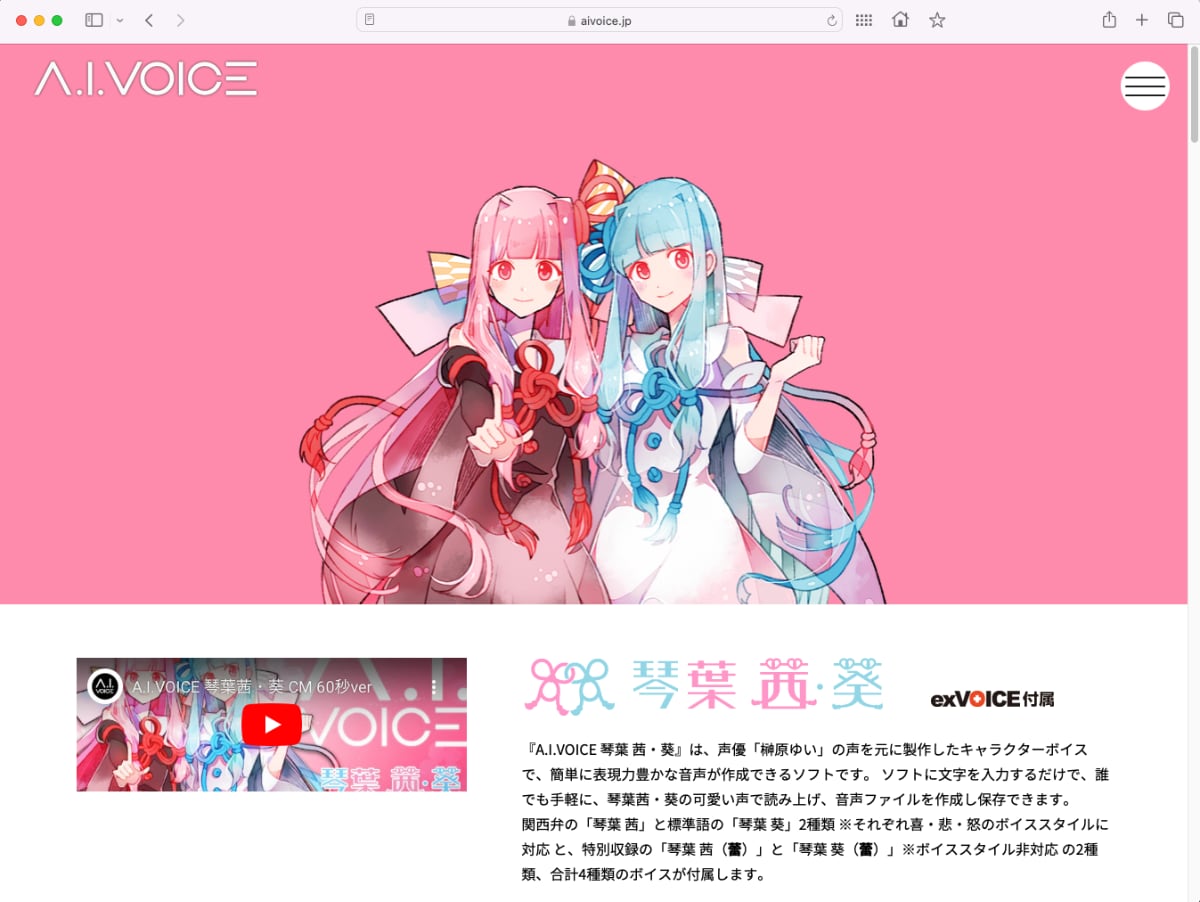 aivoice.jp
A.I.VOICE
A.I.VOICE 琴葉茜・葵 CM 60秒ver
A.I.
VOICE
A.I.
VOICE
琴葉 茜・葵
琴葉 茜・葵
exVOICE付属
『A.I.VOICE 琴葉 茜・葵』は、声優「榊原ゆい」の声を元に製作したキャラクターボイス
で、簡単に表現力豊かな音声が作成できるソフトです。 ソフトに文字を入力するだけで、誰
でも手軽に、琴葉茜・葵の可愛い声で読み上げ、音声ファイルを作成し保存できます。
関西弁の「琴葉 茜」と標準語の「琴葉 葵」2種類 ※それぞれ喜・悲・怒のボイススタイルに
対応 と、特別収録の「琴葉 茜（蕾）」と「琴葉 葵（蕾）」※ボイススタイル非対応 の2種
類、合計4種類のボイスが付属します。